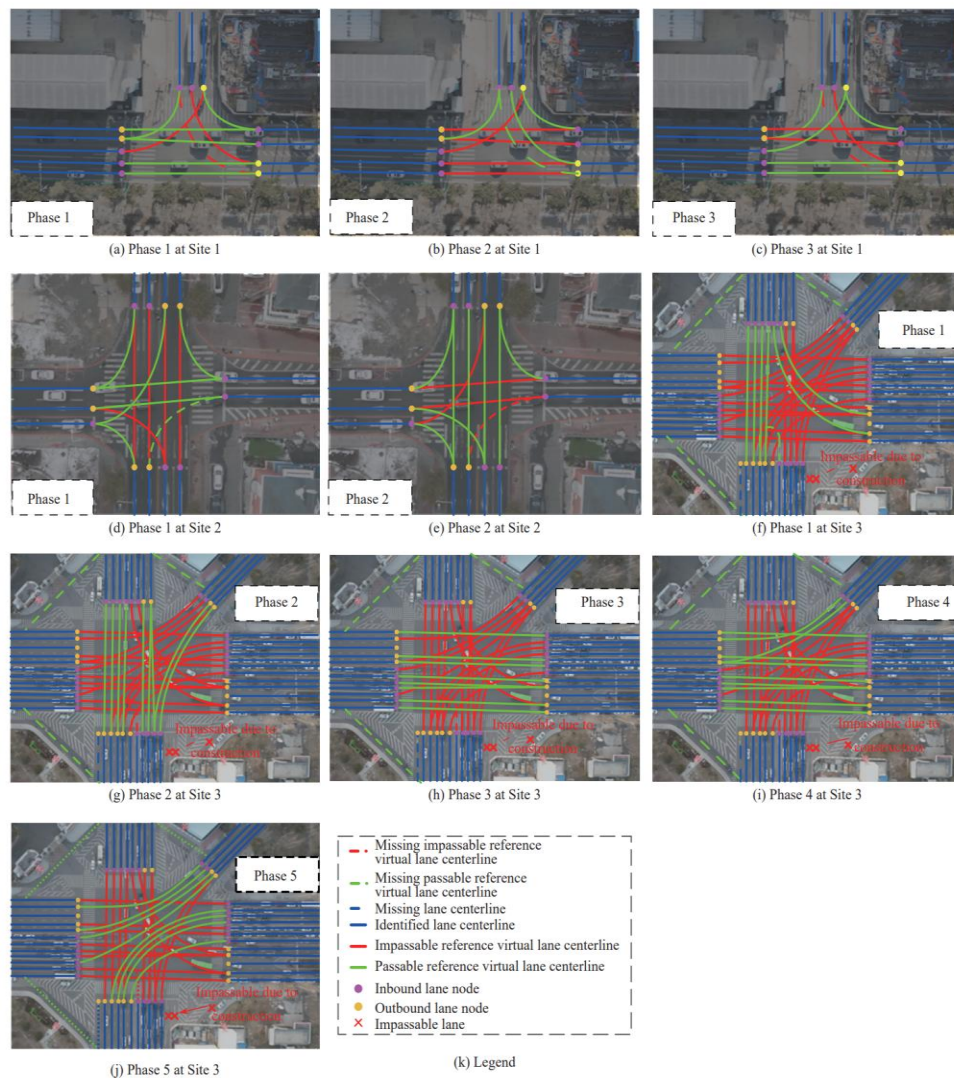 Phase 1
Phase 2
Phase 3
(a) Phase 1 at Site 1
(b) Phase 2 at Site 1
(c) Phase 3 at Site 1
Phase 1
Phase 2
Phase 1
Impassable due to
construction
(d) Phase 1 at Site 2
(e) Phase 2 at Site 2
(f) Phase 1 at Site 3
Phase 2
Impassable due to
construction
Phase 3
Impassable due to
construction
Phase 4
Impassable due to
construction
(g) Phase 2 at Site 3
(h) Phase 3 at Site 3
(i) Phase 4 at Site 3
Phase 5
Impassable due to
construction
(j) Phase 5 at Site 3
Missing impassable reference
virtual lane centerline
Missing passable reference
virtual lane centerline
Missing lane centerline
Identified lane centerline
Impassable reference virtual lane centerline
Passable reference virtual lane centerline
Inbound lane node
Outbound lane node
Impassable lane
(k) Legend